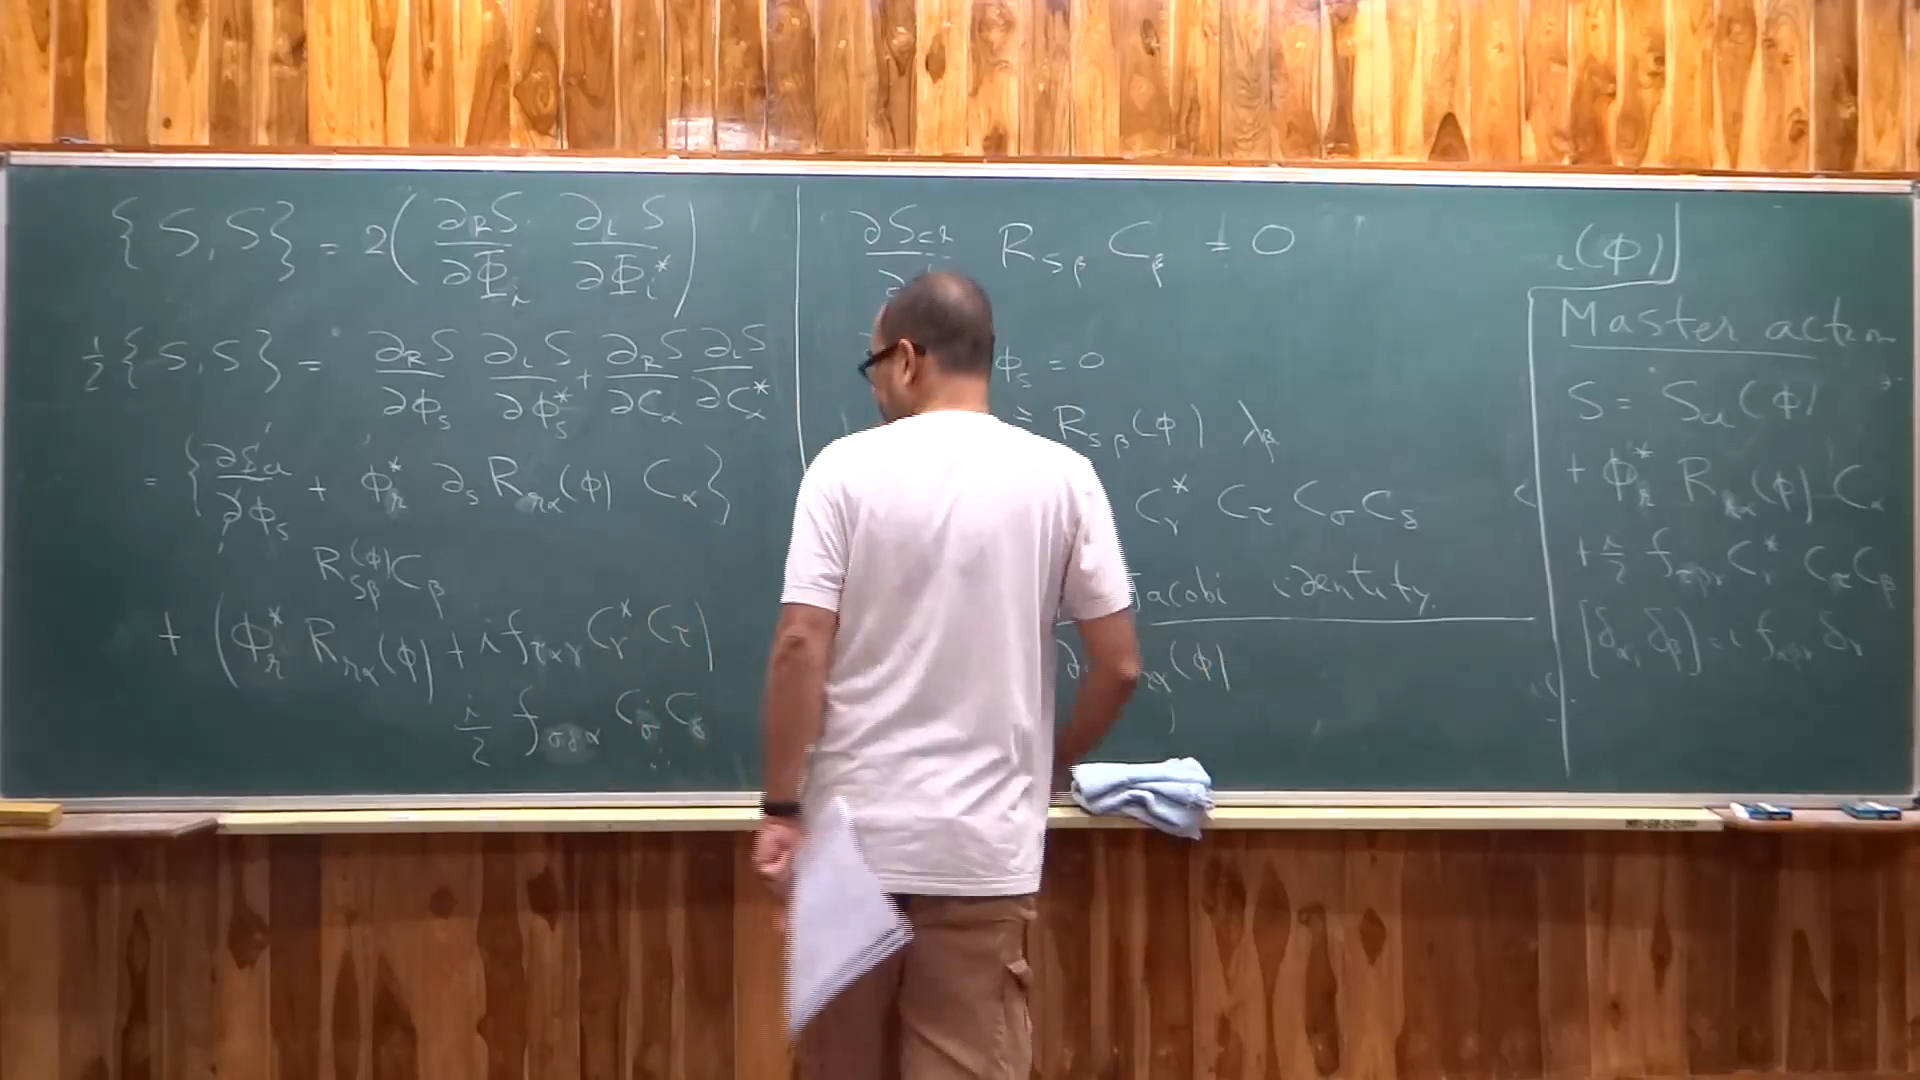 {S, S} = 2(∂_R S/∂Φ_i ∂_L S/∂Φ_i^*)
½{S, S} = ∂_R S/∂φ_s ∂_L S/∂φ_s^* + ∂_R S/∂C_α ∂_L S/∂C_α^*
= {∂S_cl/∂φ_s + φ_r^* ∂_s R_rα(φ) C_α}
R_sβ(φ) C_β
+ (φ_r^* R_rα(φ) + i f_ταγ C_γ^* C_τ)
i/2 f_σδα C_σ C_δ
∂S_cl R_sβ C_β = 0
φ_s = 0
R_sβ(φ) λ_β
C_γ^* C_τ C_σ C_δ
Jacobi identity.
(φ)
(φ)
Master action
S = S_cl(φ)
+ φ_r^* R_rα(φ) C_α
+ i/2 f_αβγ C_γ^* C_α C_β
[δ_α, δ_β] = i f_αβγ δ_γ